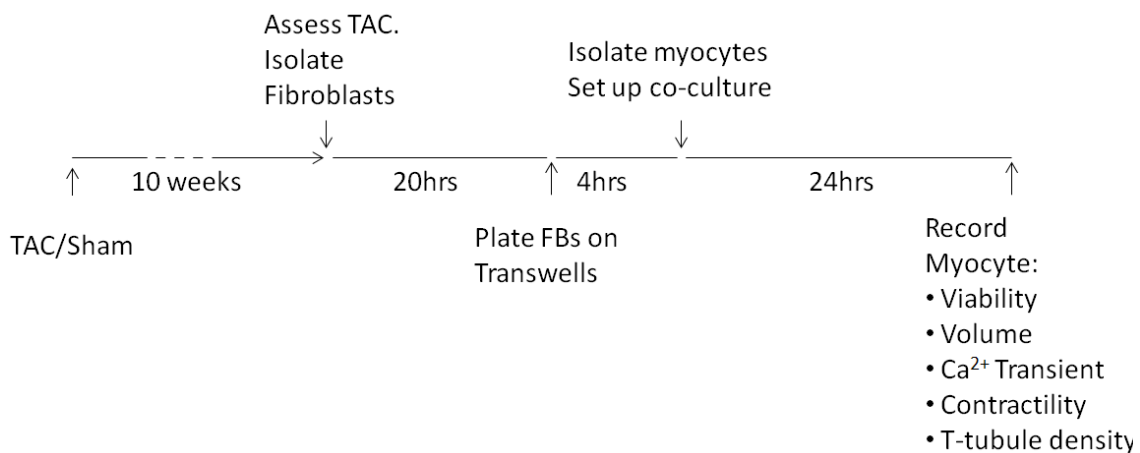 Assess TAC.
Isolate
Fibroblasts
Isolate myocytes
Set up co-culture
10 weeks
20hrs
4hrs
24hrs
TAC/Sham
Plate FBs on
Transwells
Record
Myocyte:
• Viability
• Volume
• Ca²⁺ Transient
• Contractility
• T-tubule density